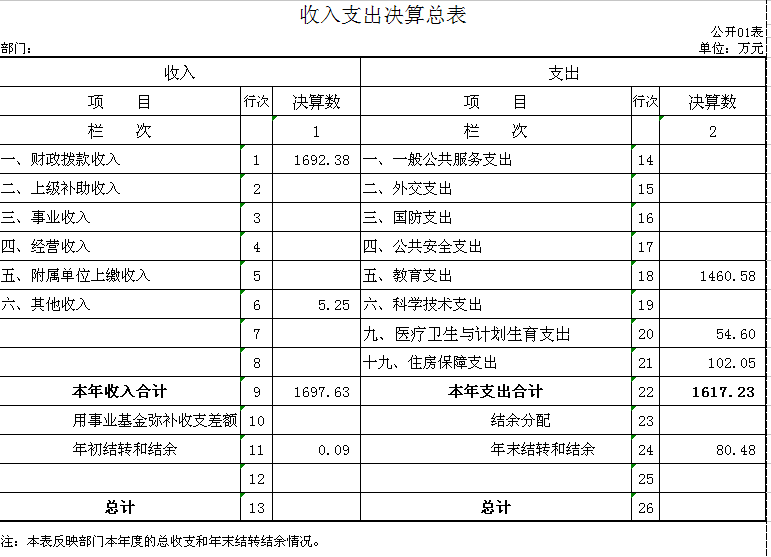 收入支出决算总表
公开01表
部门： 单位：万元
收入 支出
项 目 行次 决算数 项 目 行次 决算数
栏 次 1 栏 次 2
一、财政拨款收入 1 1692.38 一、一般公共服务支出 14
二、上级补助收入 2 二、外交支出 15
三、事业收入 3 三、国防支出 16
四、经营收入 4 四、公共安全支出 17
五、附属单位上缴收入 5 五、教育支出 18 1460.58
六、其他收入 6 5.25 六、科学技术支出 19
7 九、医疗卫生与计划生育支出 20 54.60
8 十九、住房保障支出 21 102.05
本年收入合计 9 1697.63 本年支出合计 22 1617.23
用事业基金弥补收支差额 10 结余分配 23
年初结转和结余 11 0.09 年末结转和结余 24 80.48
12 25
总计 13 总计 26
注：本表反映部门本年度的总收支和年末结转结余情况。